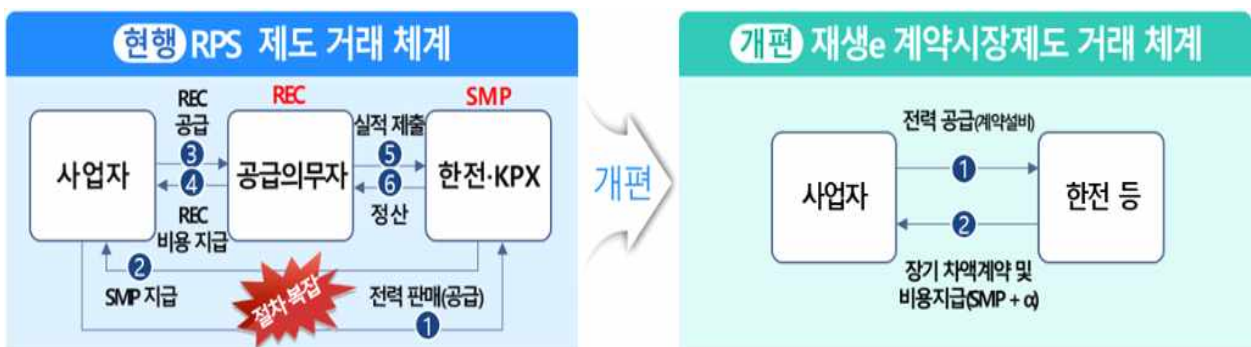 현행 RPS 제도 거래 체계
REC
공급
3
4
REC
비용 지급
사업자
REC
공급의무자
실적 제출
5
6
정산
SMP
한전·KPX
2
SMP 지급
절차 복잡
전력 판매(공급)
1
개편
개편 재생e 계약시장제도 거래 체계
전력 공급(계약설비)
1
사업자
한전 등
2
장기 차액계약 및
비용지급(SMP + α)